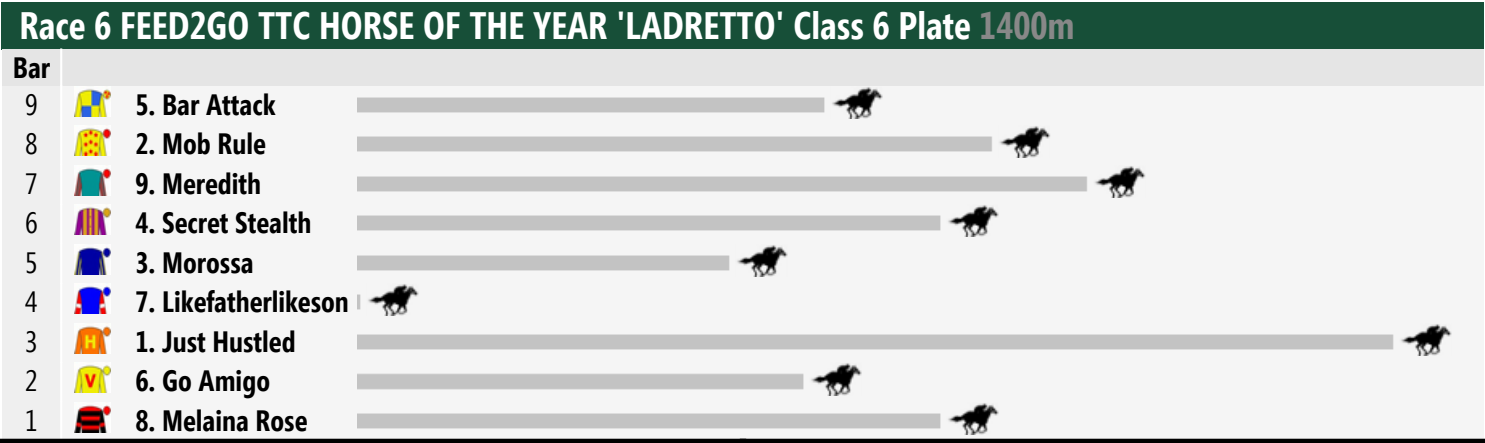 Race 6 FEED2GO TTC HORSE OF THE YEAR 'LADRETTO' Class 6 Plate 1400m
Bar
9 5. Bar Attack
8 2. Mob Rule
7 9. Meredith
6 4. Secret Stealth
5 3. Morossa
4 7. Likefatherlikeson
3 H 1. Just Hustled
2 V 6. Go Amigo
1 8. Melaina Rose